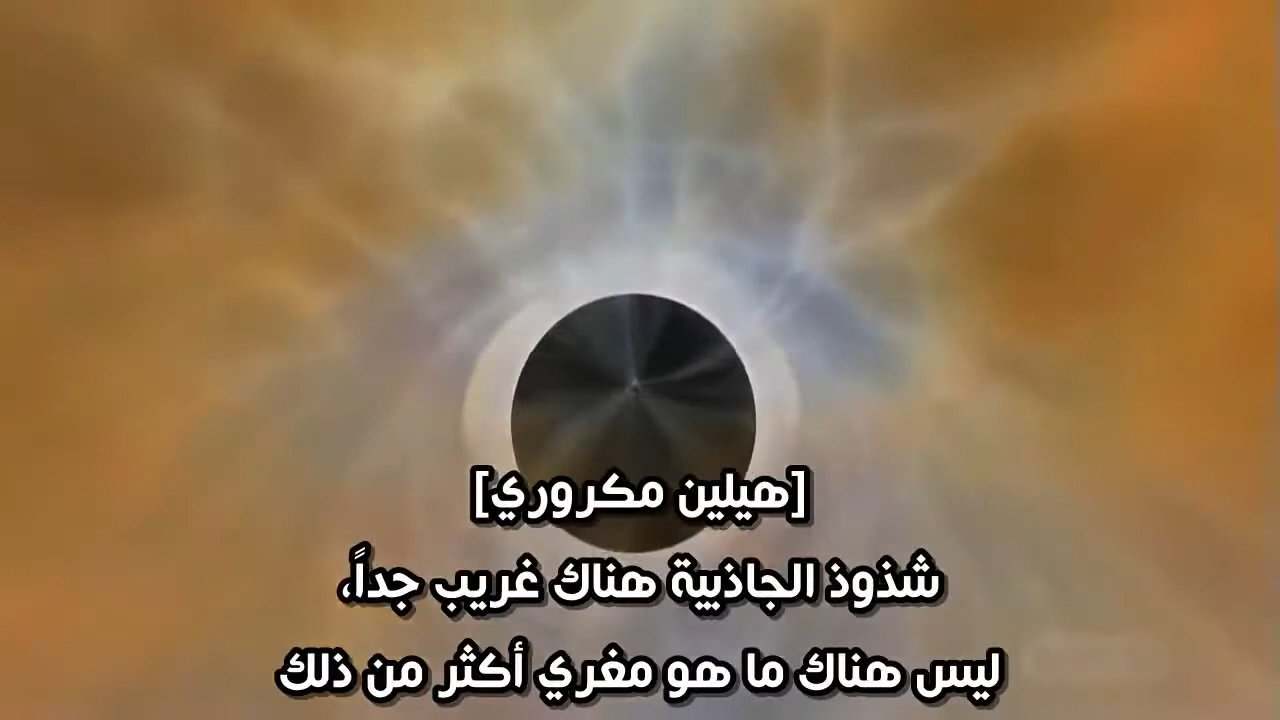 [هيلين مكروري]
شذوذ الجاذبية هناك غريب جداً،
ليس هناك ما هو مغري أكثر من ذلك